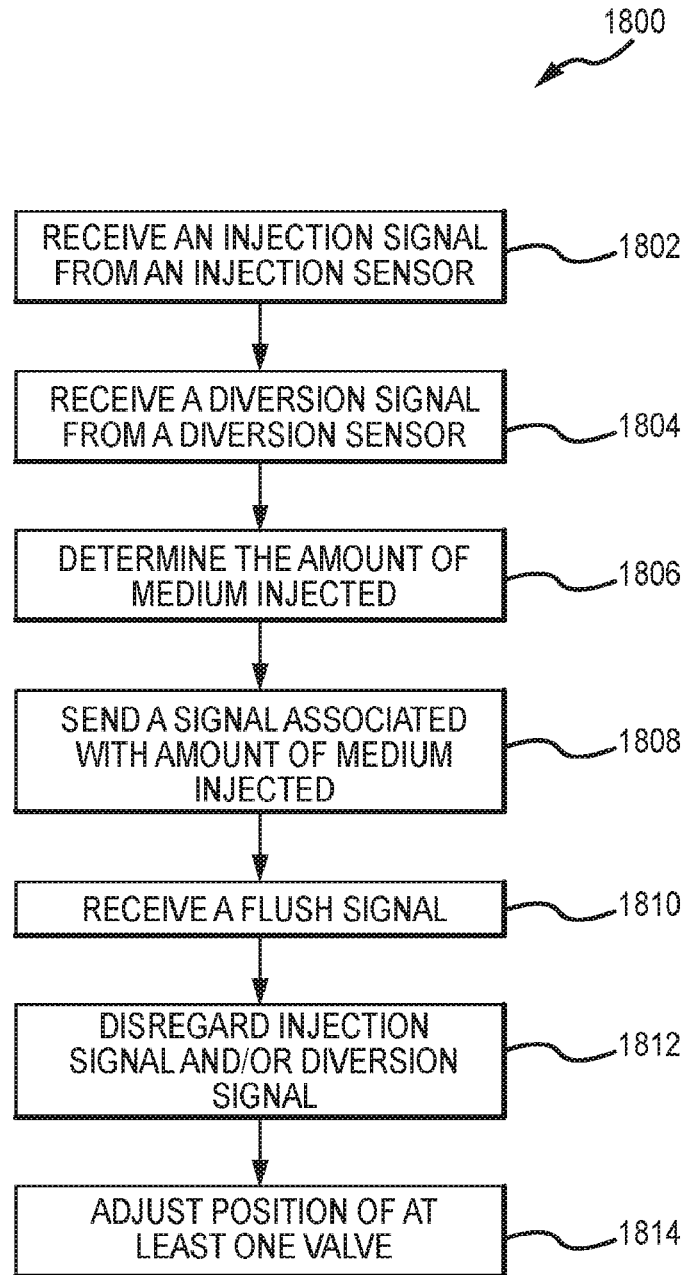 1800
RECEIVE AN INJECTION SIGNAL
FROM AN INJECTION SENSOR
1802
RECEIVE A DIVERSION SIGNAL
FROM A DIVERSION SENSOR
1804
DETERMINE THE AMOUNT OF
MEDIUM INJECTED
1806
SEND A SIGNAL ASSOCIATED
WITH AMOUNT OF MEDIUM
INJECTED
1808
RECEIVE A FLUSH SIGNAL
1810
DISREGARD INJECTION
SIGNAL AND/OR DIVERSION
SIGNAL
1812
ADJUST POSITION OF AT
LEAST ONE VALVE
1814